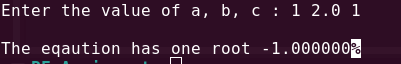 Enter the value of a, b, c : 1 2.0 1
The eqaution has one root -1.000000%